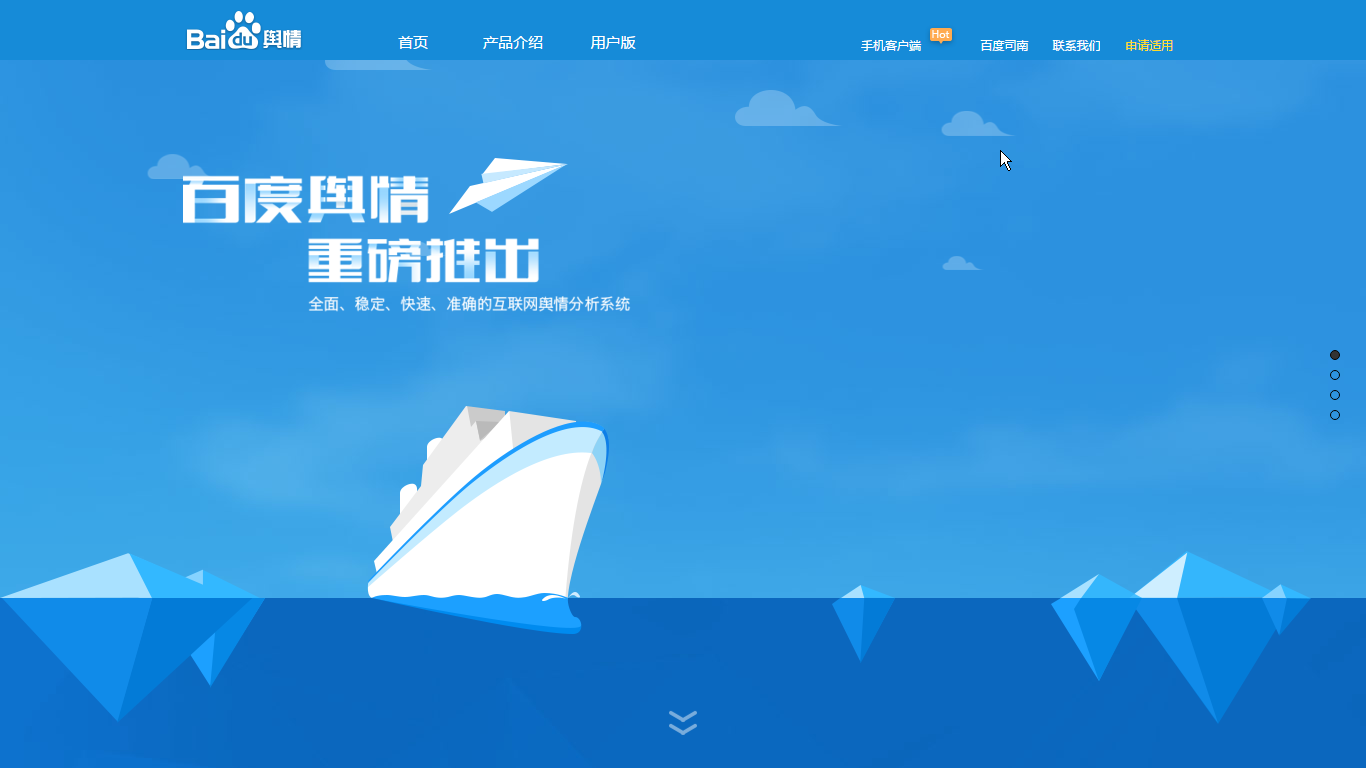 Bai du 舆情
首页 产品介绍 用户版 手机客户端 Hot 百度司南 联系我们 申请适用
百度舆情
重磅推出
全面、稳定、快速、准确的互联网舆情分析系统